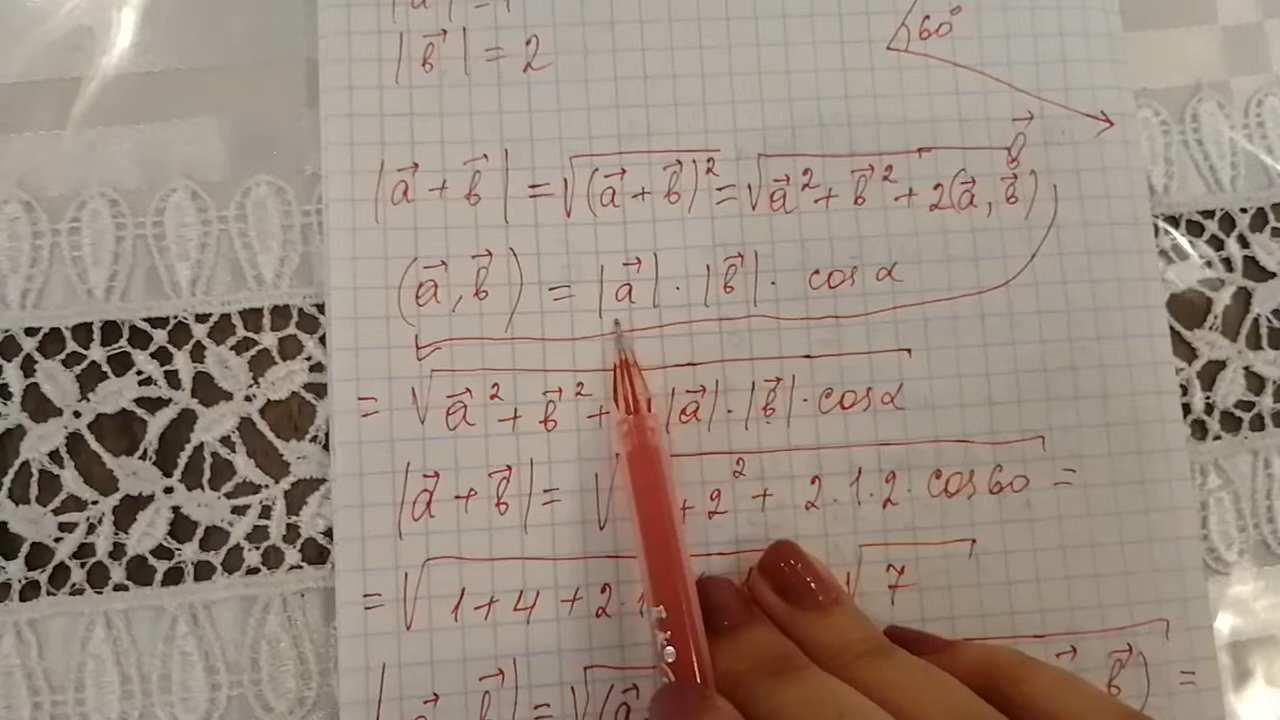 |b⃗| = 2
60°
b⃗
|a⃗ + b⃗| = √(a⃗ + b⃗)² = √a⃗² + b⃗² + 2(a⃗, b⃗)
(a⃗, b⃗) = |a⃗| · |b⃗| · cos α
= √a⃗² + b⃗² + |a⃗| · |b⃗| · cos α
|a⃗ + b⃗| = √ + 2² + 2 · 1 · 2 · cos 60 =
= √1 + 4 + 2 · 1 √7
b⃗| = √(a⃗ b⃗) =